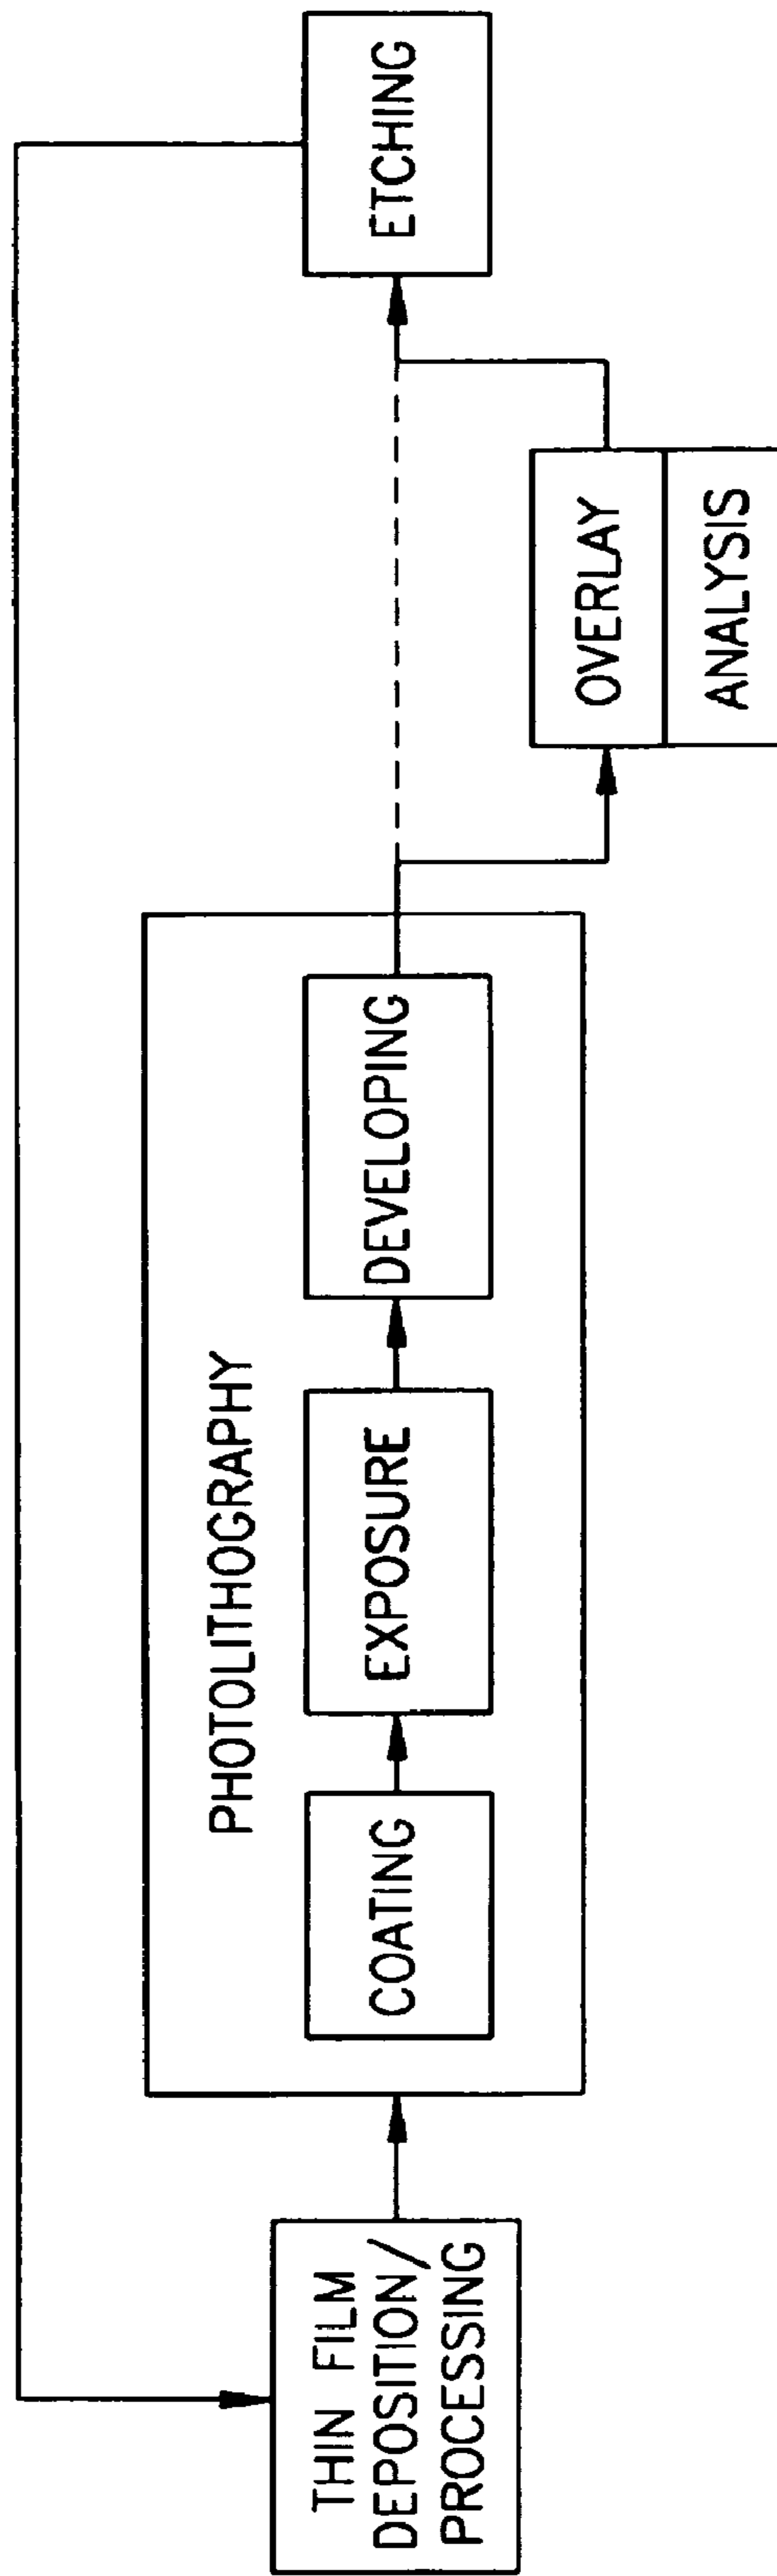 THIN FILM
DEPOSITION/
PROCESSING
PHOTOLITHOGRAPHY
COATING
EXPOSURE
DEVELOPING
OVERLAY
ANALYSIS
ETCHING